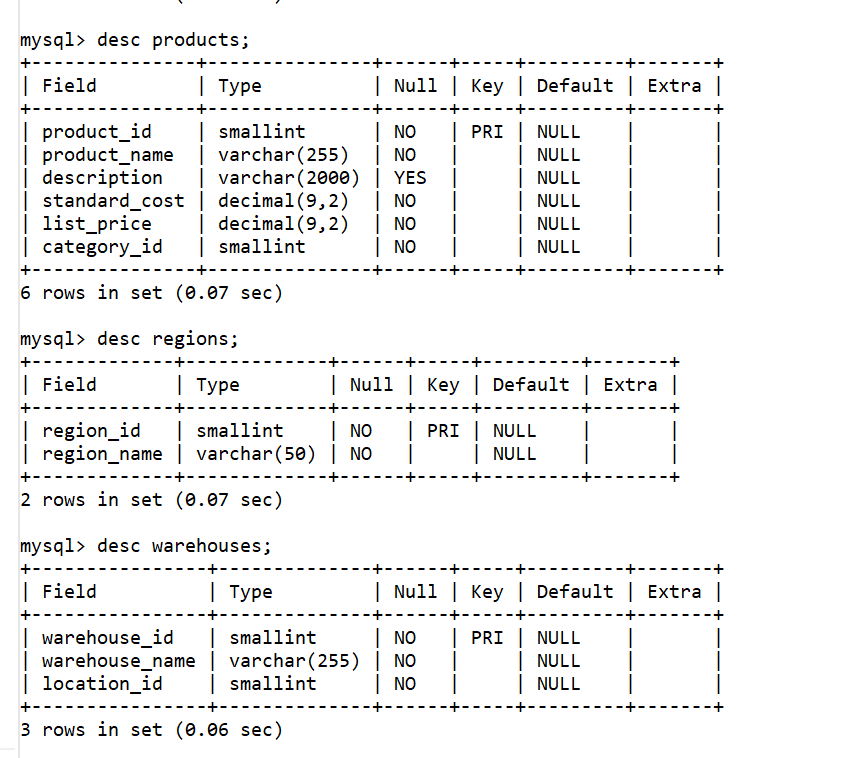 mysql> desc products;
+---------------+---------------+------+-----+---------+-------+
| Field         | Type          | Null | Key | Default | Extra |
+---------------+---------------+------+-----+---------+-------+
| product_id    | smallint      | NO   | PRI | NULL    |       |
| product_name  | varchar(255)  | NO   |     | NULL    |       |
| description   | varchar(2000) | YES  |     | NULL    |       |
| standard_cost | decimal(9,2)  | NO   |     | NULL    |       |
| list_price    | decimal(9,2)  | NO   |     | NULL    |       |
| category_id   | smallint      | NO   |     | NULL    |       |
+---------------+---------------+------+-----+---------+-------+
6 rows in set (0.07 sec)
mysql> desc regions;
+-------------+-------------+------+-----+---------+-------+
| Field       | Type        | Null | Key | Default | Extra |
+-------------+-------------+------+-----+---------+-------+
| region_id   | smallint    | NO   | PRI | NULL    |       |
| region_name | varchar(50) | NO   |     | NULL    |       |
+-------------+-------------+------+-----+---------+-------+
2 rows in set (0.07 sec)
mysql> desc warehouses;
+----------------+--------------+------+-----+---------+-------+
| Field          | Type         | Null | Key | Default | Extra |
+----------------+--------------+------+-----+---------+-------+
| warehouse_id   | smallint     | NO   | PRI | NULL    |       |
| warehouse_name | varchar(255) | NO   |     | NULL    |       |
| location_id    | smallint     | NO   |     | NULL    |       |
+----------------+--------------+------+-----+---------+-------+
3 rows in set (0.06 sec)